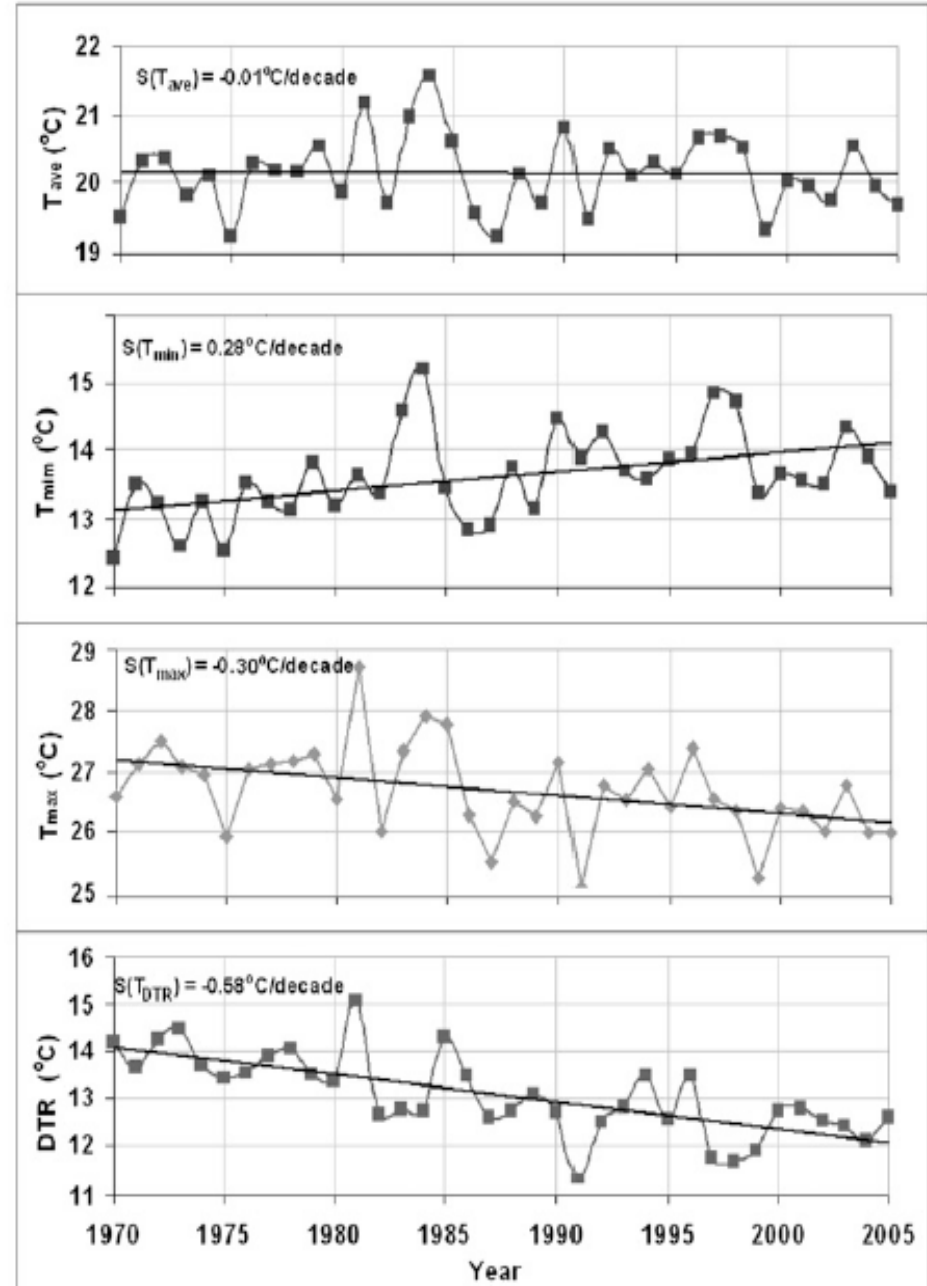 22
21
20
19
T ave (°C)
S(Tave) = -0.01°C/decade
15
14
13
12
T mim (°C)
S(Tmin) = 0.28°C/decade
29
28
27
26
25
Tmax (°C)
S(Tmax) = -0.30°C/decade
16
15
14
13
12
11
DTR (°C)
S(TDTR) = -0.58°C/decade
1970 1975 1980 1985 1990 1995 2000 2005
Year